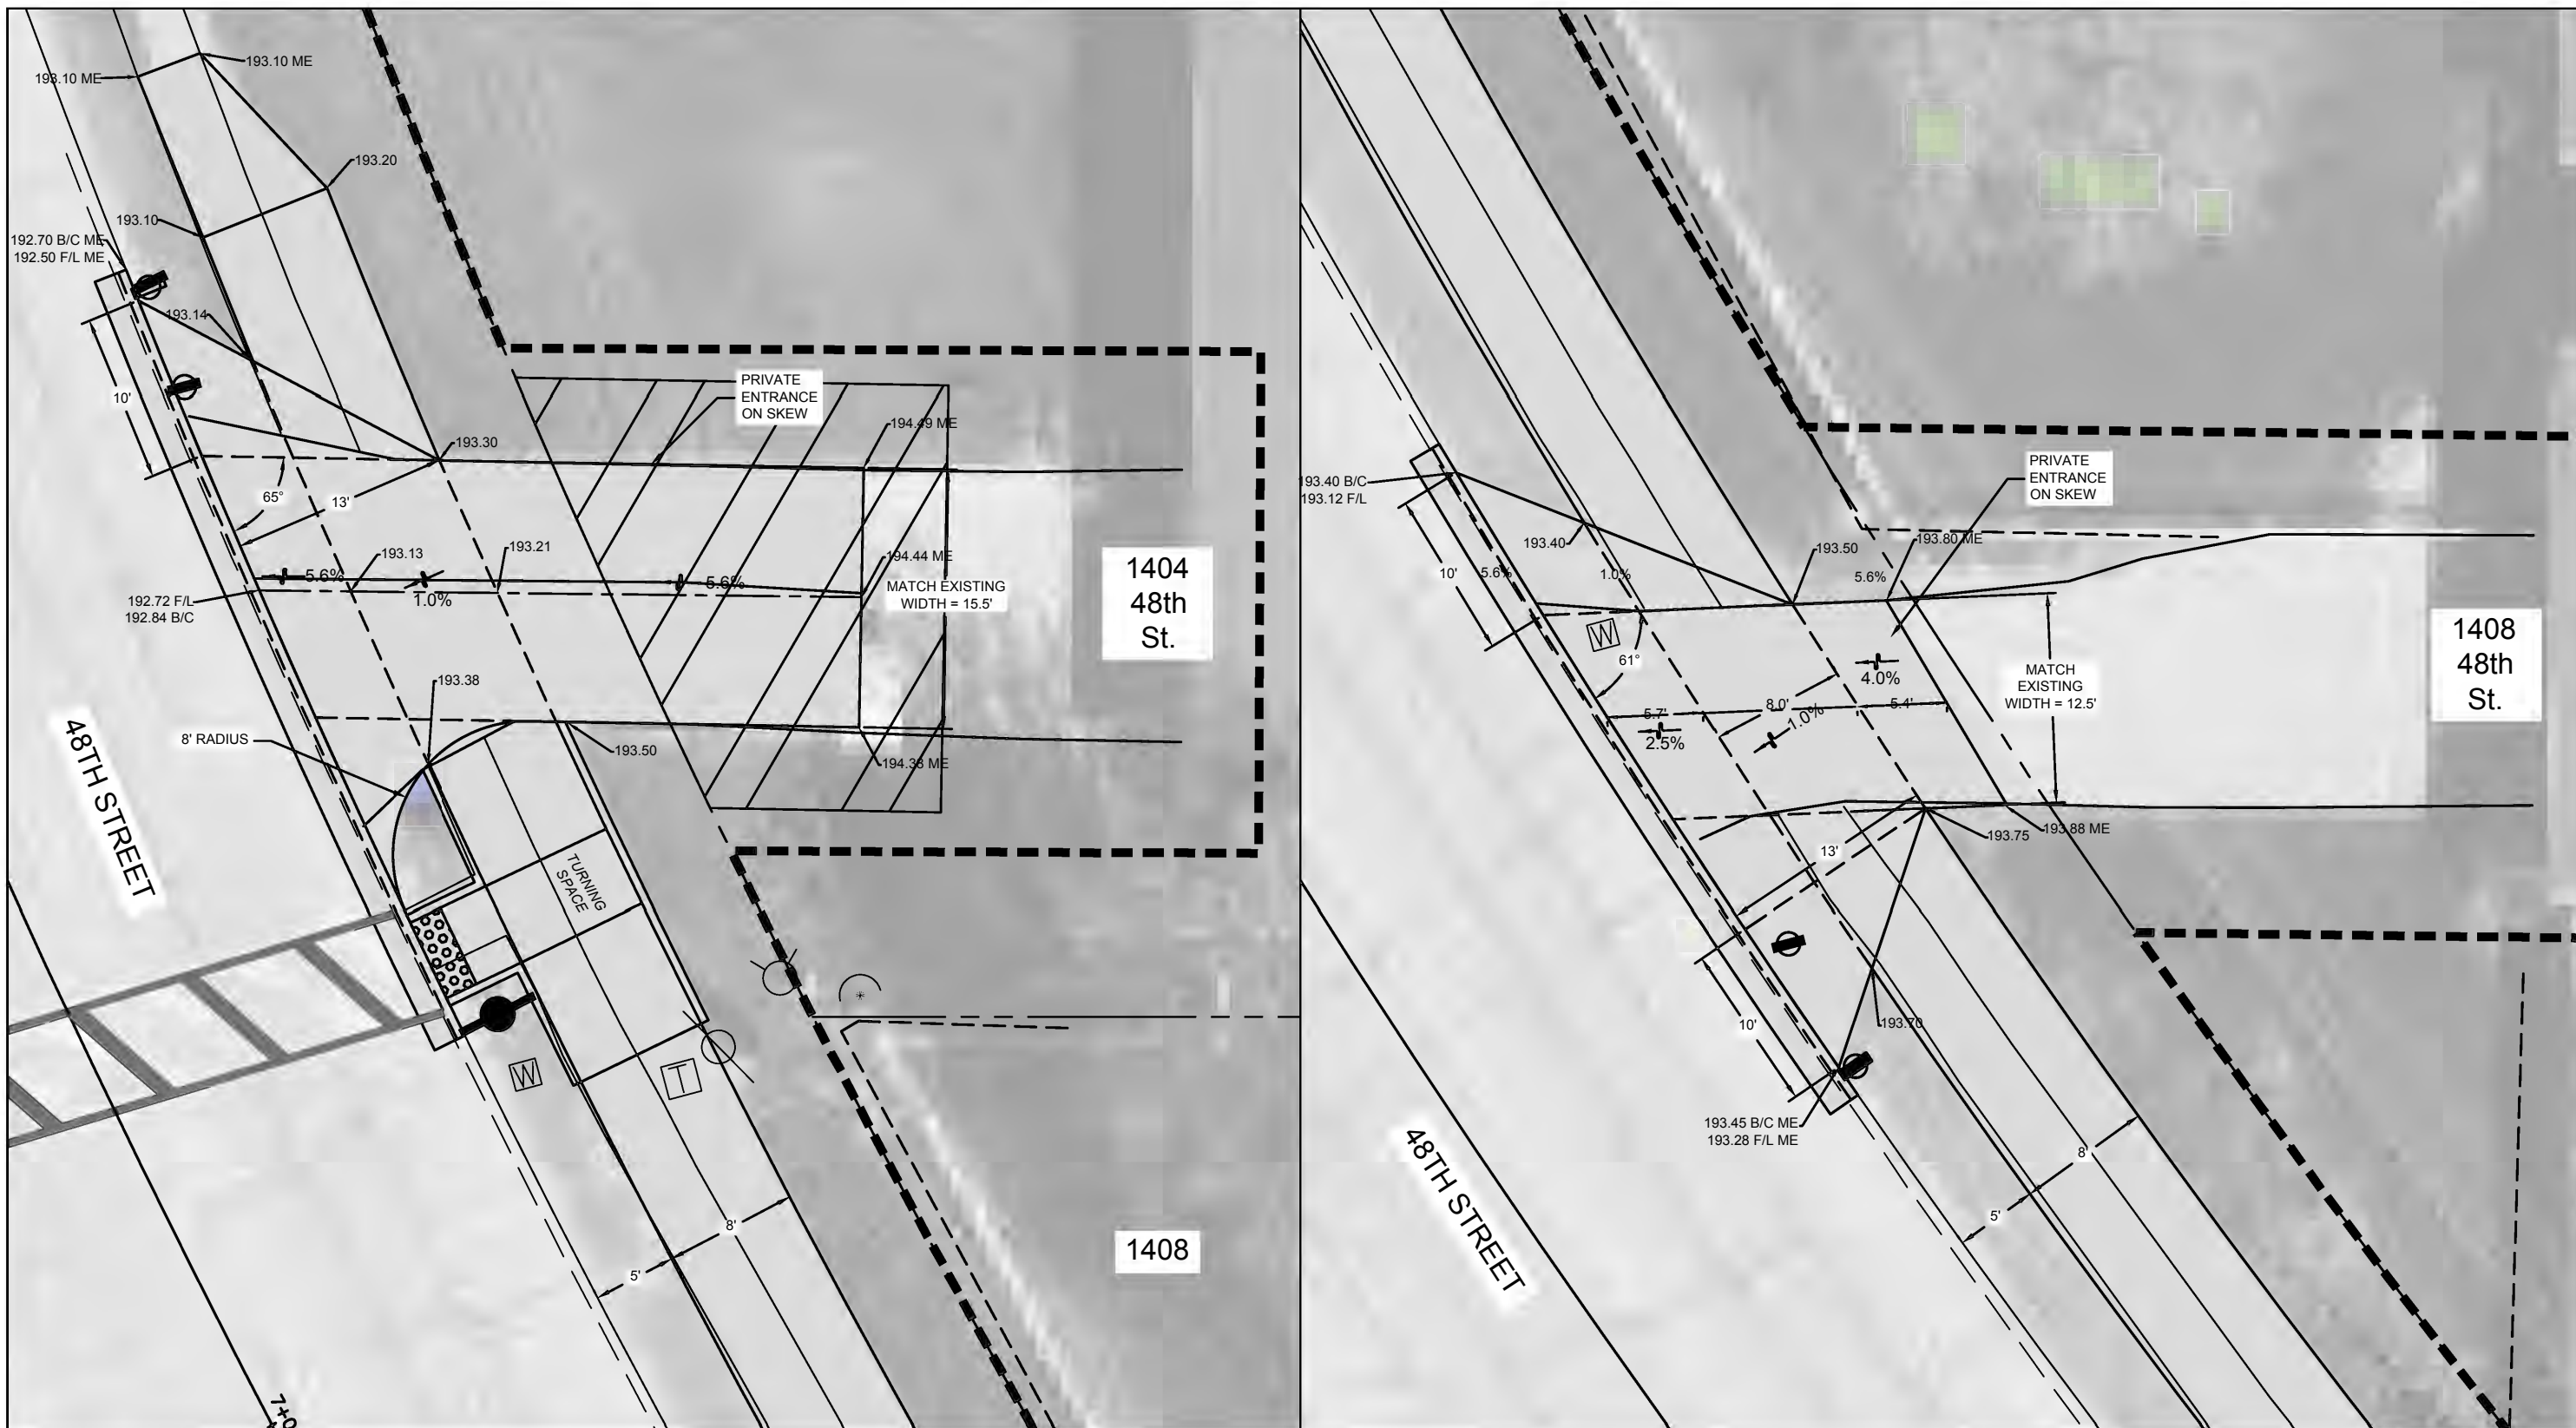 193.10 ME
193.10 ME
193.20
193.10
192.70 B/C ME
192.50 F/L ME
193.14
10'
PRIVATE
ENTRANCE
ON SKEW
193.30
194.49 ME
65°
13'
193.13
193.21
194.44 ME
5.6%
1.0%
5.6%
MATCH EXISTING
WIDTH = 15.5'
192.72 F/L
192.84 B/C
1404
48th
St.
193.38
8' RADIUS
193.50
194.38 ME
48TH STREET
TURNING
SPACE
W
T
8'
5'
1408
7+0
PRIVATE
ENTRANCE
ON SKEW
193.40 B/C
193.12 F/L
193.40
193.50
193.80 ME
10'
5.6%
1.0%
5.6%
W
61°
4.0%
MATCH
EXISTING
WIDTH = 12.5'
1408
48th
St.
5.7'
8.0'
5.4'
1.0%
2.5%
193.75
193.88 ME
13'
193.70
10'
193.45 B/C ME
193.28 F/L ME
48TH STREET
8'
5'